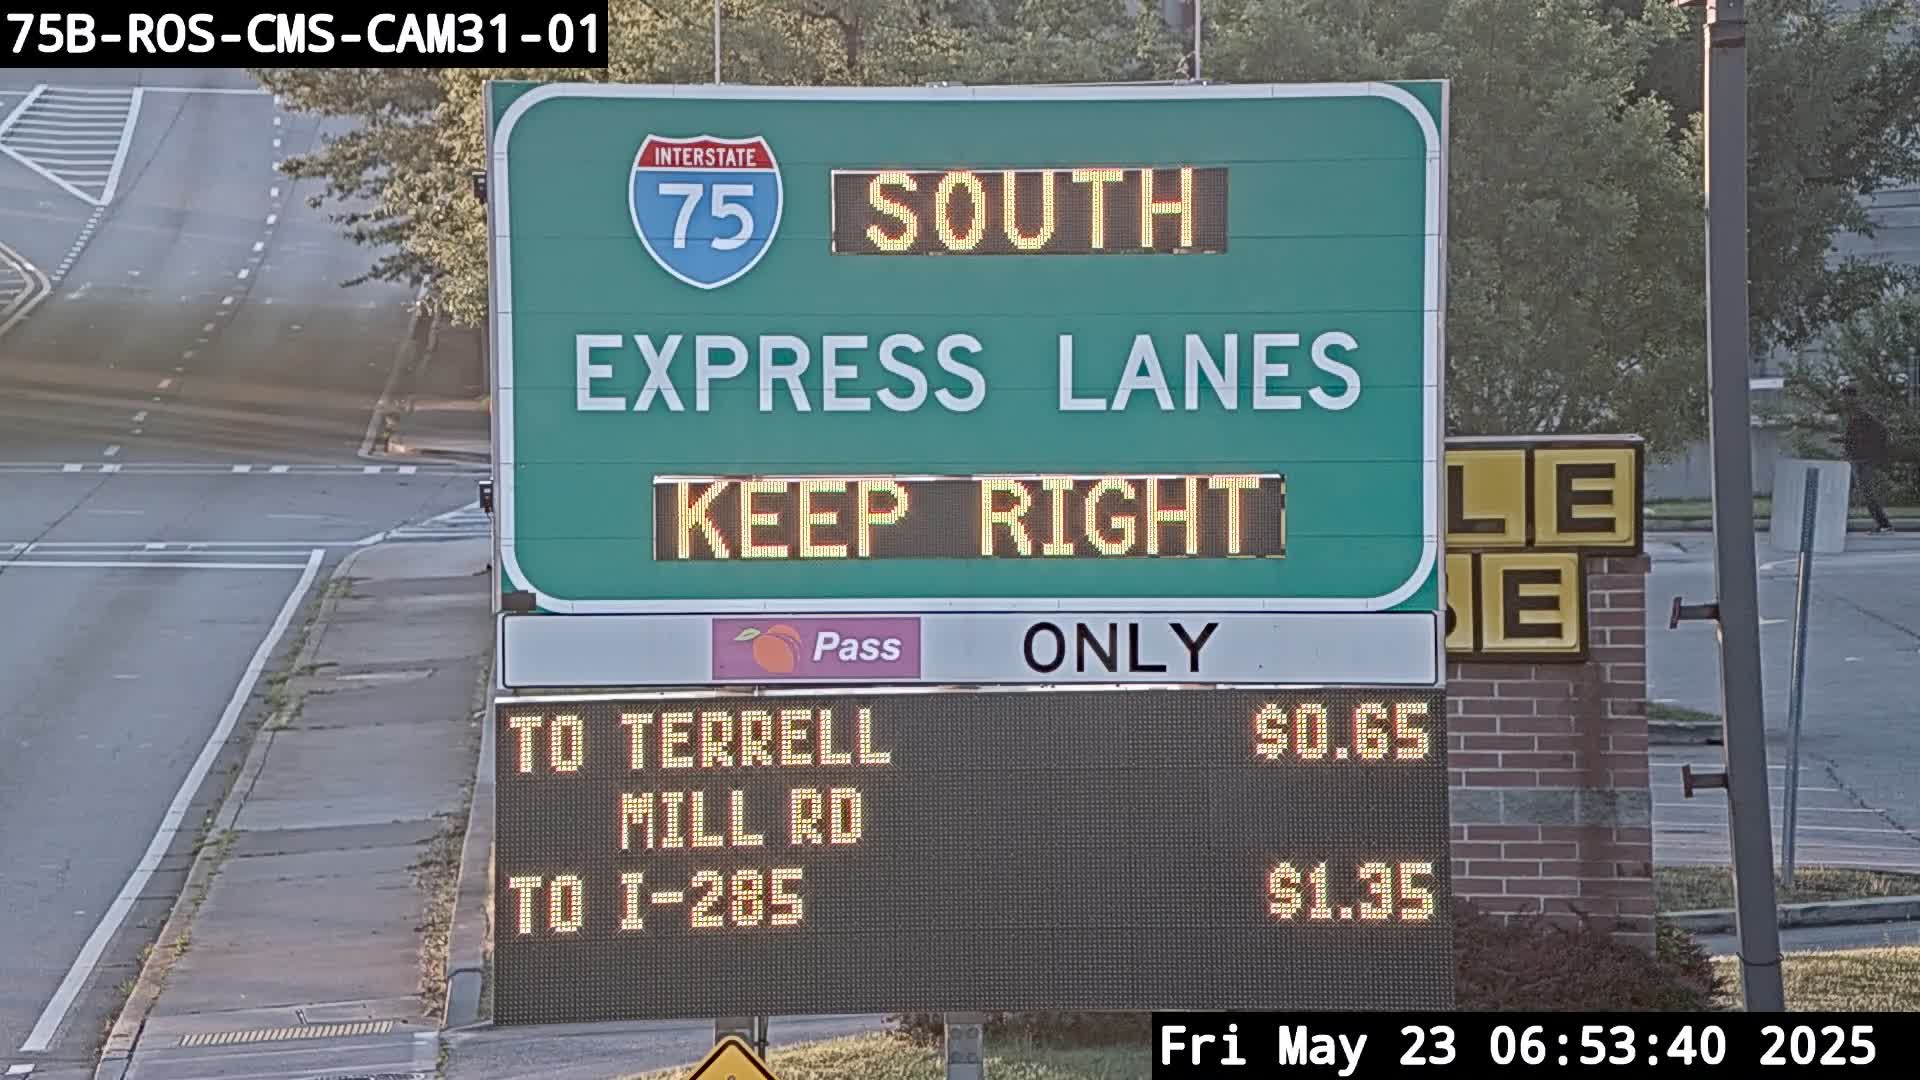 75B-ROS-CMS-CAM31-01
INTERSTATE
75
SOUTH
EXPRESS LANES
KEEP RIGHT
Pass ONLY
LE
E
TO TERRELL $0.65
MILL RD
TO I-285 $1.35
Fri May 23 06:53:40 2025